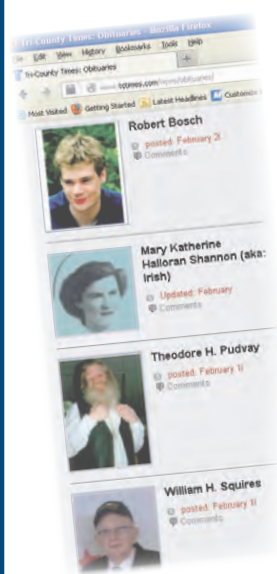 Tri-County Times: Obituaries - Mozilla Firefox
Edit View History Bookmarks Tools Help
Tri-County Times: Obituaries
Most Visited Getting Started Latest Headlines Customize
Robert Bosch
posted: February
Comments
Mary Katherine
Halloran Shannon (aka:
Irish)
Updated: February
Comments
Theodore H. Pudvay
posted: February
Comments
William H. Squires
posted: February
Comments